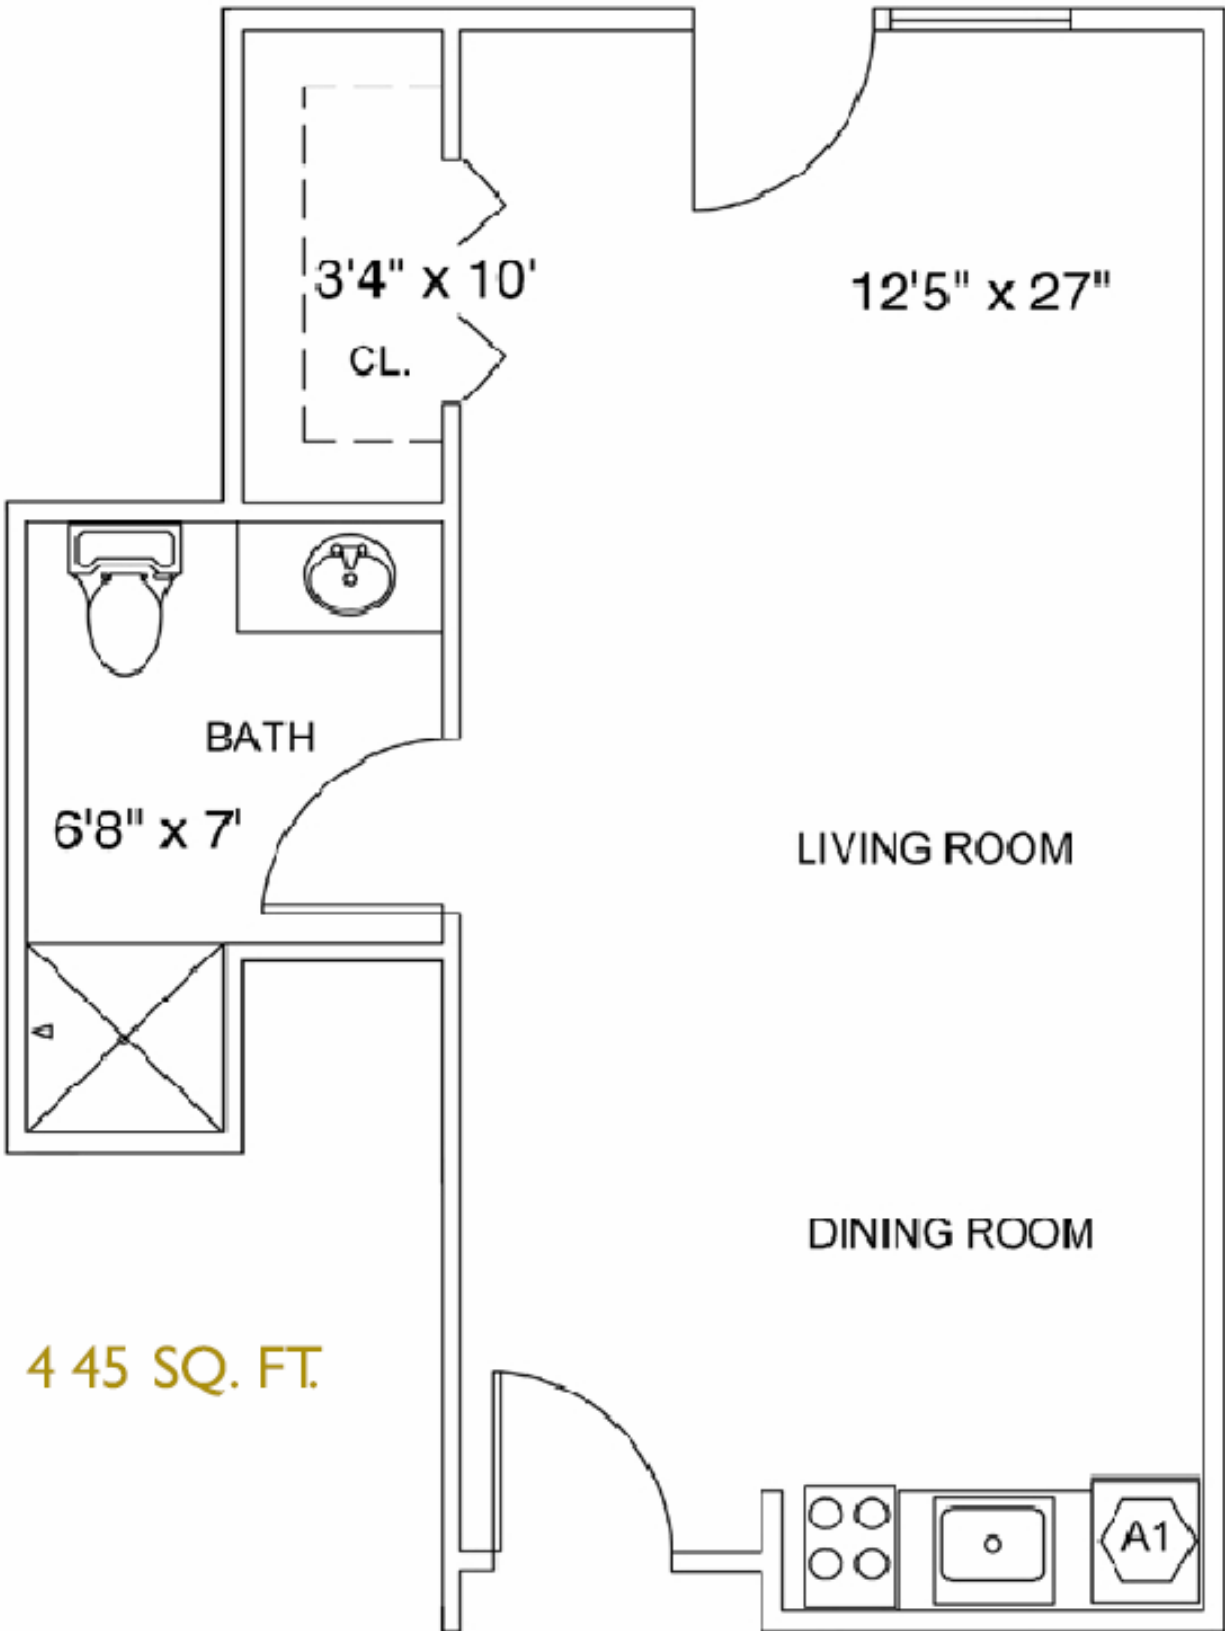 3'4" x 10'
CL.
12'5" x 27"
BATH
6'8" x 7'
LIVING ROOM
DINING ROOM
4 45 SQ. FT.
A1